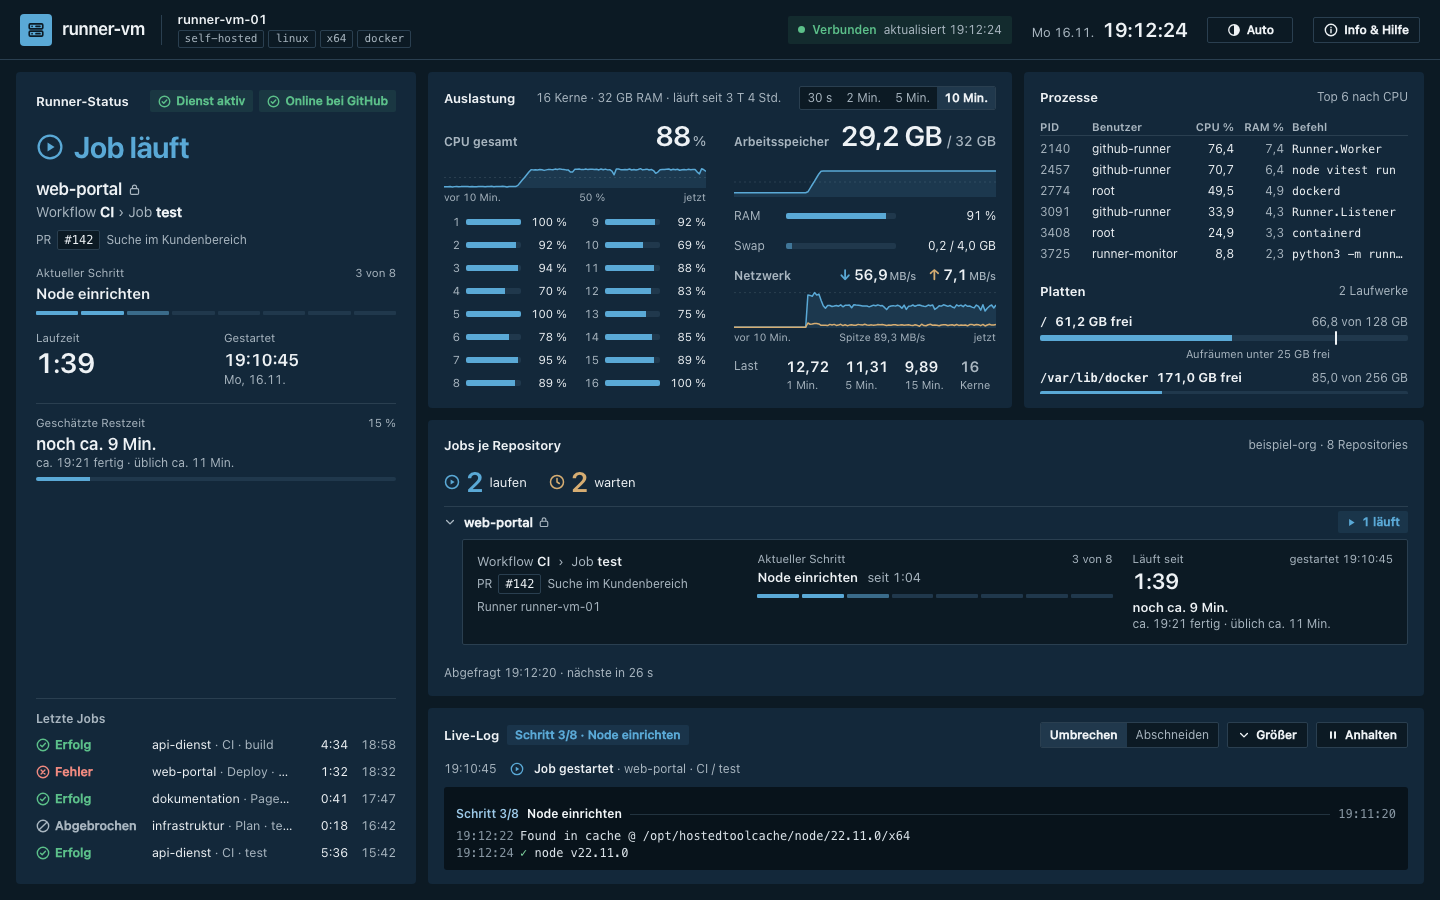 runner-vm
runner-vm-01
self-hosted linux x64 docker
Verbunden aktualisiert 19:12:24
Mo 16.11. 19:12:24
Auto
Info & Hilfe
Runner-Status
Dienst aktiv
Online bei GitHub
Job läuft
web-portal
Workflow CI › Job test
PR #142 Suche im Kundenbereich
Aktueller Schritt 3 von 8
Node einrichten
Laufzeit Gestartet
1:39 19:10:45
Mo, 16.11.
Geschätzte Restzeit 15 %
noch ca. 9 Min.
ca. 19:21 fertig · üblich ca. 11 Min.
Letzte Jobs
Erfolg api-dienst · CI · build 4:34 18:58
Fehler web-portal · Deploy · ... 1:32 18:32
Erfolg dokumentation · Page... 0:41 17:47
Abgebrochen infrastruktur · Plan · te... 0:18 16:42
Erfolg api-dienst · CI · test 5:36 15:42
Auslastung 16 Kerne · 32 GB RAM · läuft seit 3 T 4 Std.
30 s 2 Min. 5 Min. 10 Min.
CPU gesamt 88 %
vor 10 Min. 50 % jetzt
1 100 % 9 92 %
2 92 % 10 69 %
3 94 % 11 88 %
4 70 % 12 83 %
5 100 % 13 75 %
6 78 % 14 85 %
7 95 % 15 89 %
8 89 % 16 100 %
Arbeitsspeicher 29,2 GB / 32 GB
RAM 91 %
Swap 0,2 / 4,0 GB
Netzwerk 56,9 MB/s 7,1 MB/s
vor 10 Min. Spitze 89,3 MB/s jetzt
Last 12,72 11,31 9,89 16
1 Min. 5 Min. 15 Min. Kerne
Prozesse Top 6 nach CPU
PID Benutzer CPU % RAM % Befehl
2140 github-runner 76,4 7,4 Runner.Worker
2457 github-runner 70,7 6,4 node vitest run
2774 root 49,5 4,9 dockerd
3091 github-runner 33,9 4,3 Runner.Listener
3408 root 24,9 3,3 containerd
3725 runner-monitor 8,8 2,3 python3 -m runn…
Platten 2 Laufwerke
/ 61,2 GB frei 66,8 von 128 GB
Aufräumen unter 25 GB frei
/var/lib/docker 171,0 GB frei 85,0 von 256 GB
Jobs je Repository beispiel-org · 8 Repositories
2 laufen 2 warten
web-portal 1 läuft
Workflow CI › Job test
PR #142 Suche im Kundenbereich
Runner runner-vm-01
Aktueller Schritt 3 von 8
Node einrichten seit 1:04
Läuft seit gestartet 19:10:45
1:39
noch ca. 9 Min.
ca. 19:21 fertig · üblich ca. 11 Min.
Abgefragt 19:12:20 · nächste in 26 s
Live-Log Schritt 3/8 · Node einrichten
Umbrechen Abschneiden Größer Anhalten
19:10:45 Job gestartet · web-portal · CI / test
Schritt 3/8 Node einrichten 19:11:20
19:12:22 Found in cache @ /opt/hostedtoolcache/node/22.11.0/x64
19:12:24 ✓ node v22.11.0